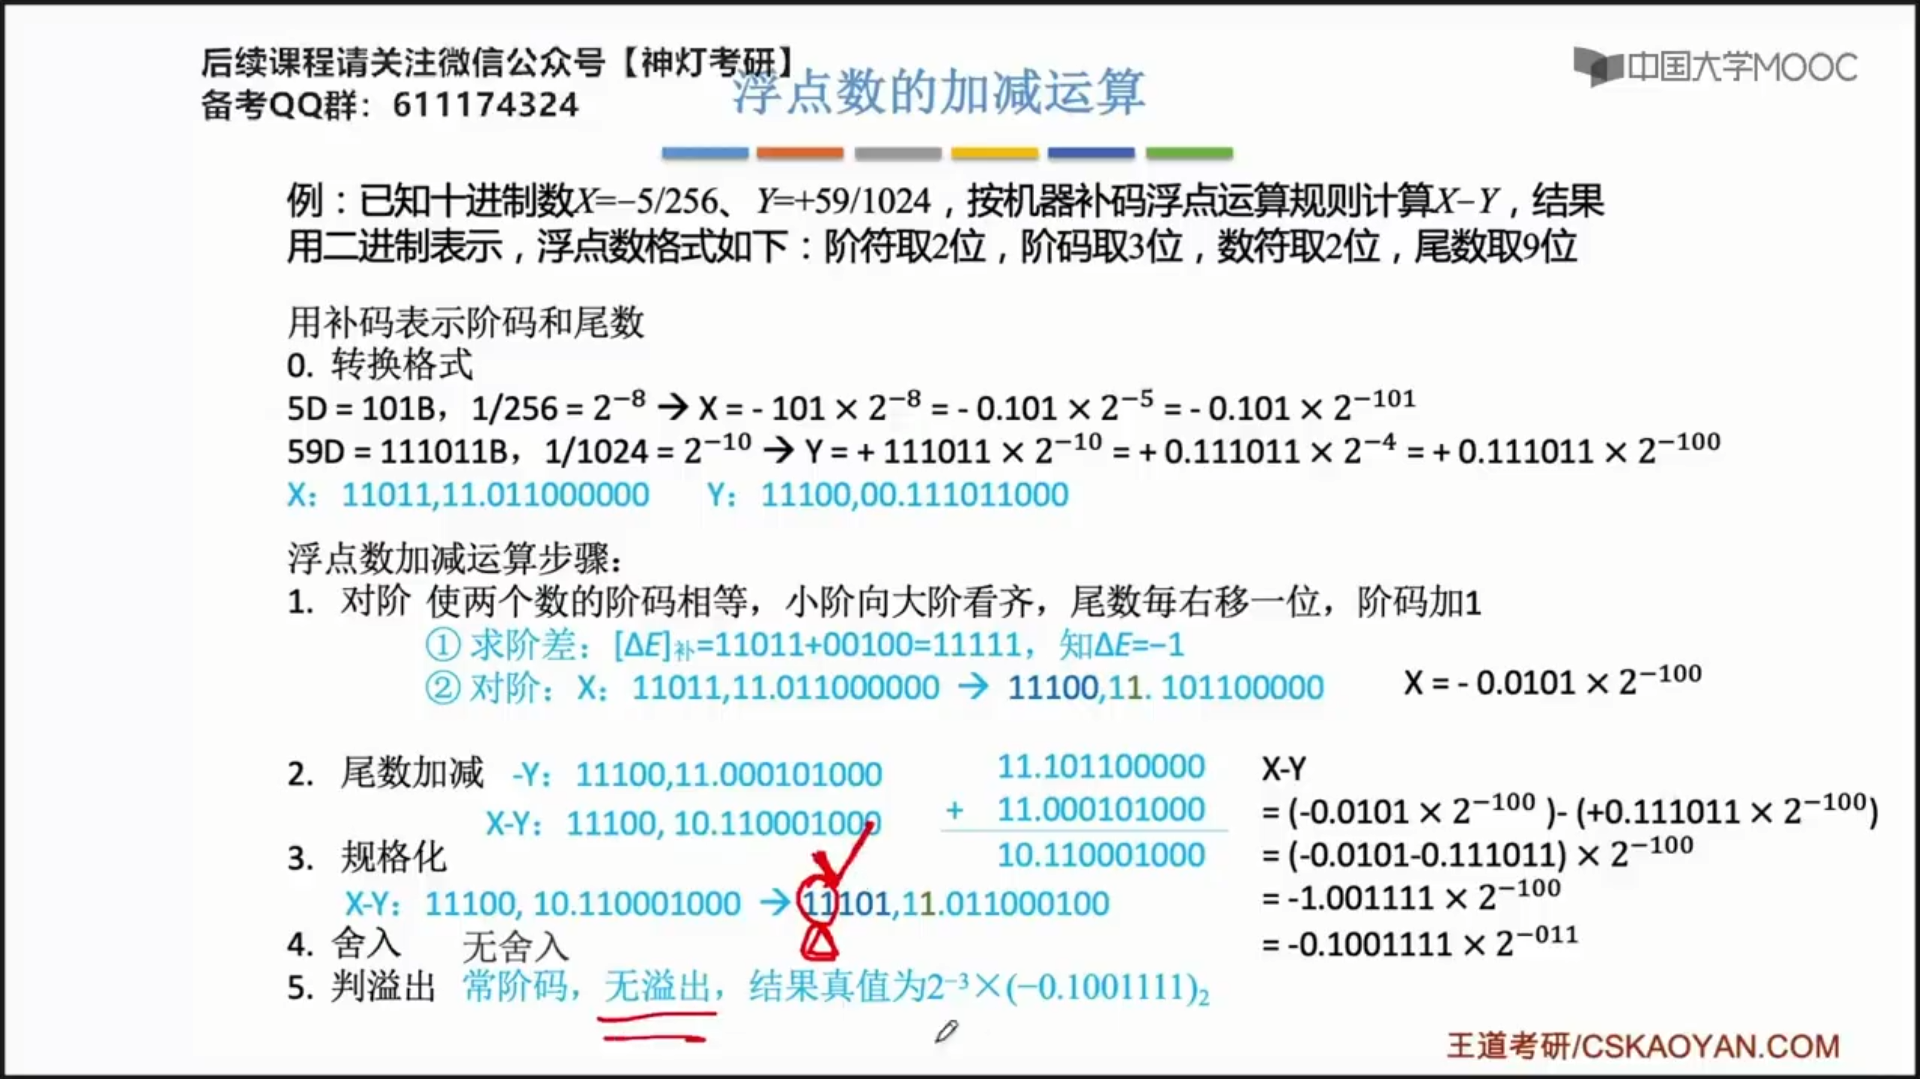 后续课程请关注微信公众号【神灯考研】
备考QQ群：611174324
中国大学MOOC
浮点数的加减运算
例：已知十进制数X=−5/256、Y=+59/1024，按机器补码浮点运算规则计算X−Y，结果
用二进制表示，浮点数格式如下：阶符取2位，阶码取3位，数符取2位，尾数取9位
用补码表示阶码和尾数
0. 转换格式
5D = 101B，1/256 = 2⁻⁸ → X = - 101 × 2⁻⁸ = - 0.101 × 2⁻⁵ = - 0.101 × 2⁻¹⁰¹
59D = 111011B，1/1024 = 2⁻¹⁰ → Y = + 111011 × 2⁻¹⁰ = + 0.111011 × 2⁻⁴ = + 0.111011 × 2⁻¹⁰⁰
X：11011,11.011000000 Y：11100,00.111011000
浮点数加减运算步骤：
1. 对阶 使两个数的阶码相等，小阶向大阶看齐，尾数每右移一位，阶码加1
① 求阶差：[ΔE]补=11011+00100=11111，知ΔE=−1
② 对阶：X：11011,11.011000000 → 11100,11. 101100000 X = - 0.0101 × 2⁻¹⁰⁰
2. 尾数加减 -Y：11100,11.000101000
X-Y：11100, 10.110001000
11.101100000
+ 11.000101000
10.110001000
X-Y
= (-0.0101 × 2⁻¹⁰⁰ )- (+0.111011 × 2⁻¹⁰⁰)
= (-0.0101-0.111011) × 2⁻¹⁰⁰
= -1.001111 × 2⁻¹⁰⁰
= -0.1001111 × 2⁻⁰¹¹
3. 规格化
X-Y：11100, 10.110001000 → 11101,11.011000100
4. 舍入 无舍入
5. 判溢出 常阶码，无溢出，结果真值为2⁻³×(−0.1001111)₂
王道考研/CSKAOYAN.COM